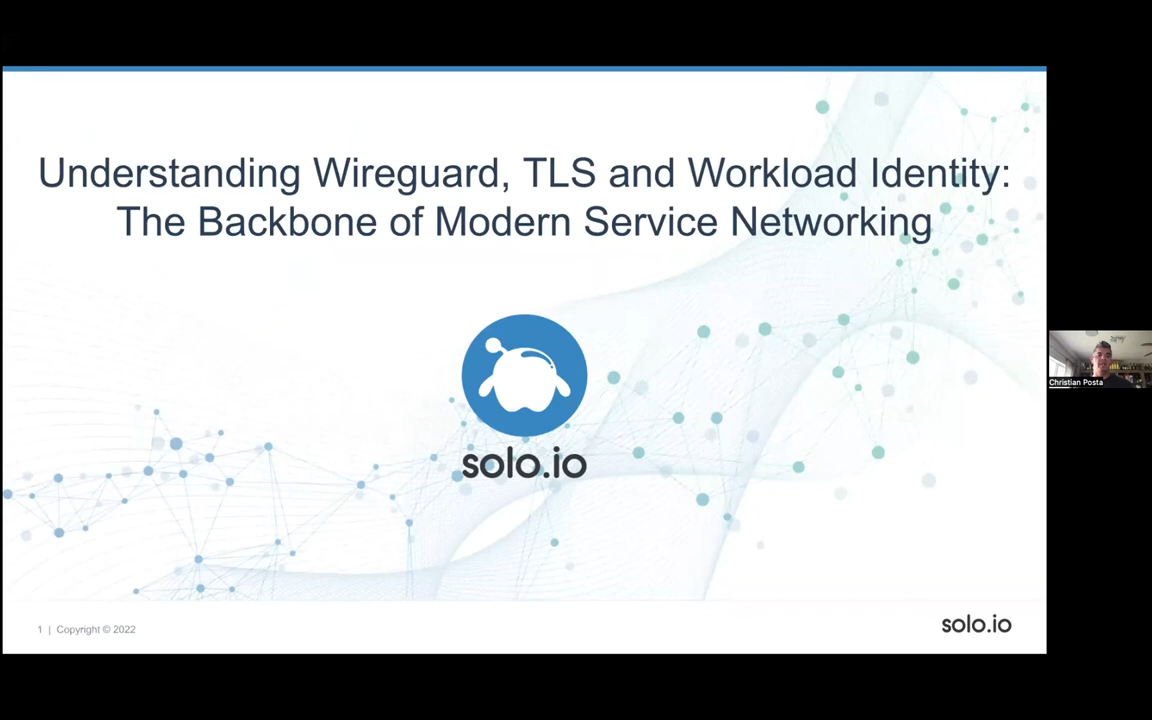 Understanding Wireguard, TLS and Workload Identity:
The Backbone of Modern Service Networking
solo.io
Christian Posta
1 | Copyright © 2022
solo.io